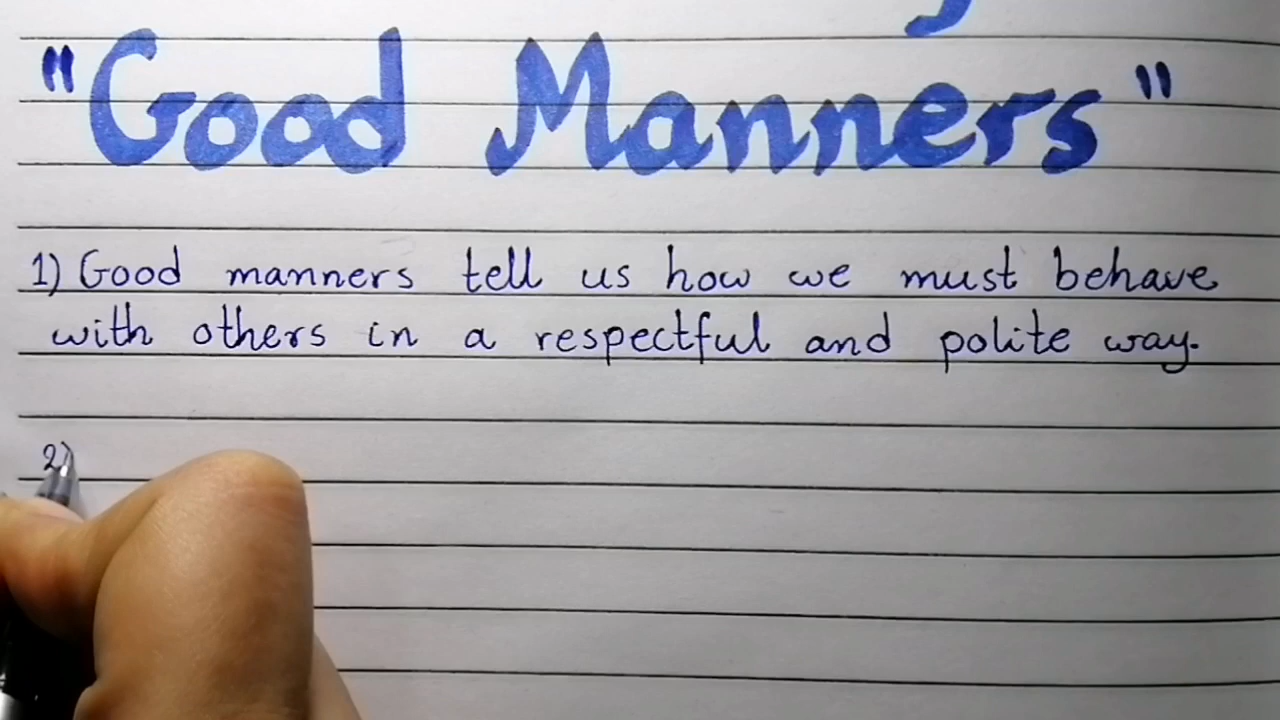 "Good Manners"
1) Good manners tell us how we must behave
with others in a respectful and polite way.
2)